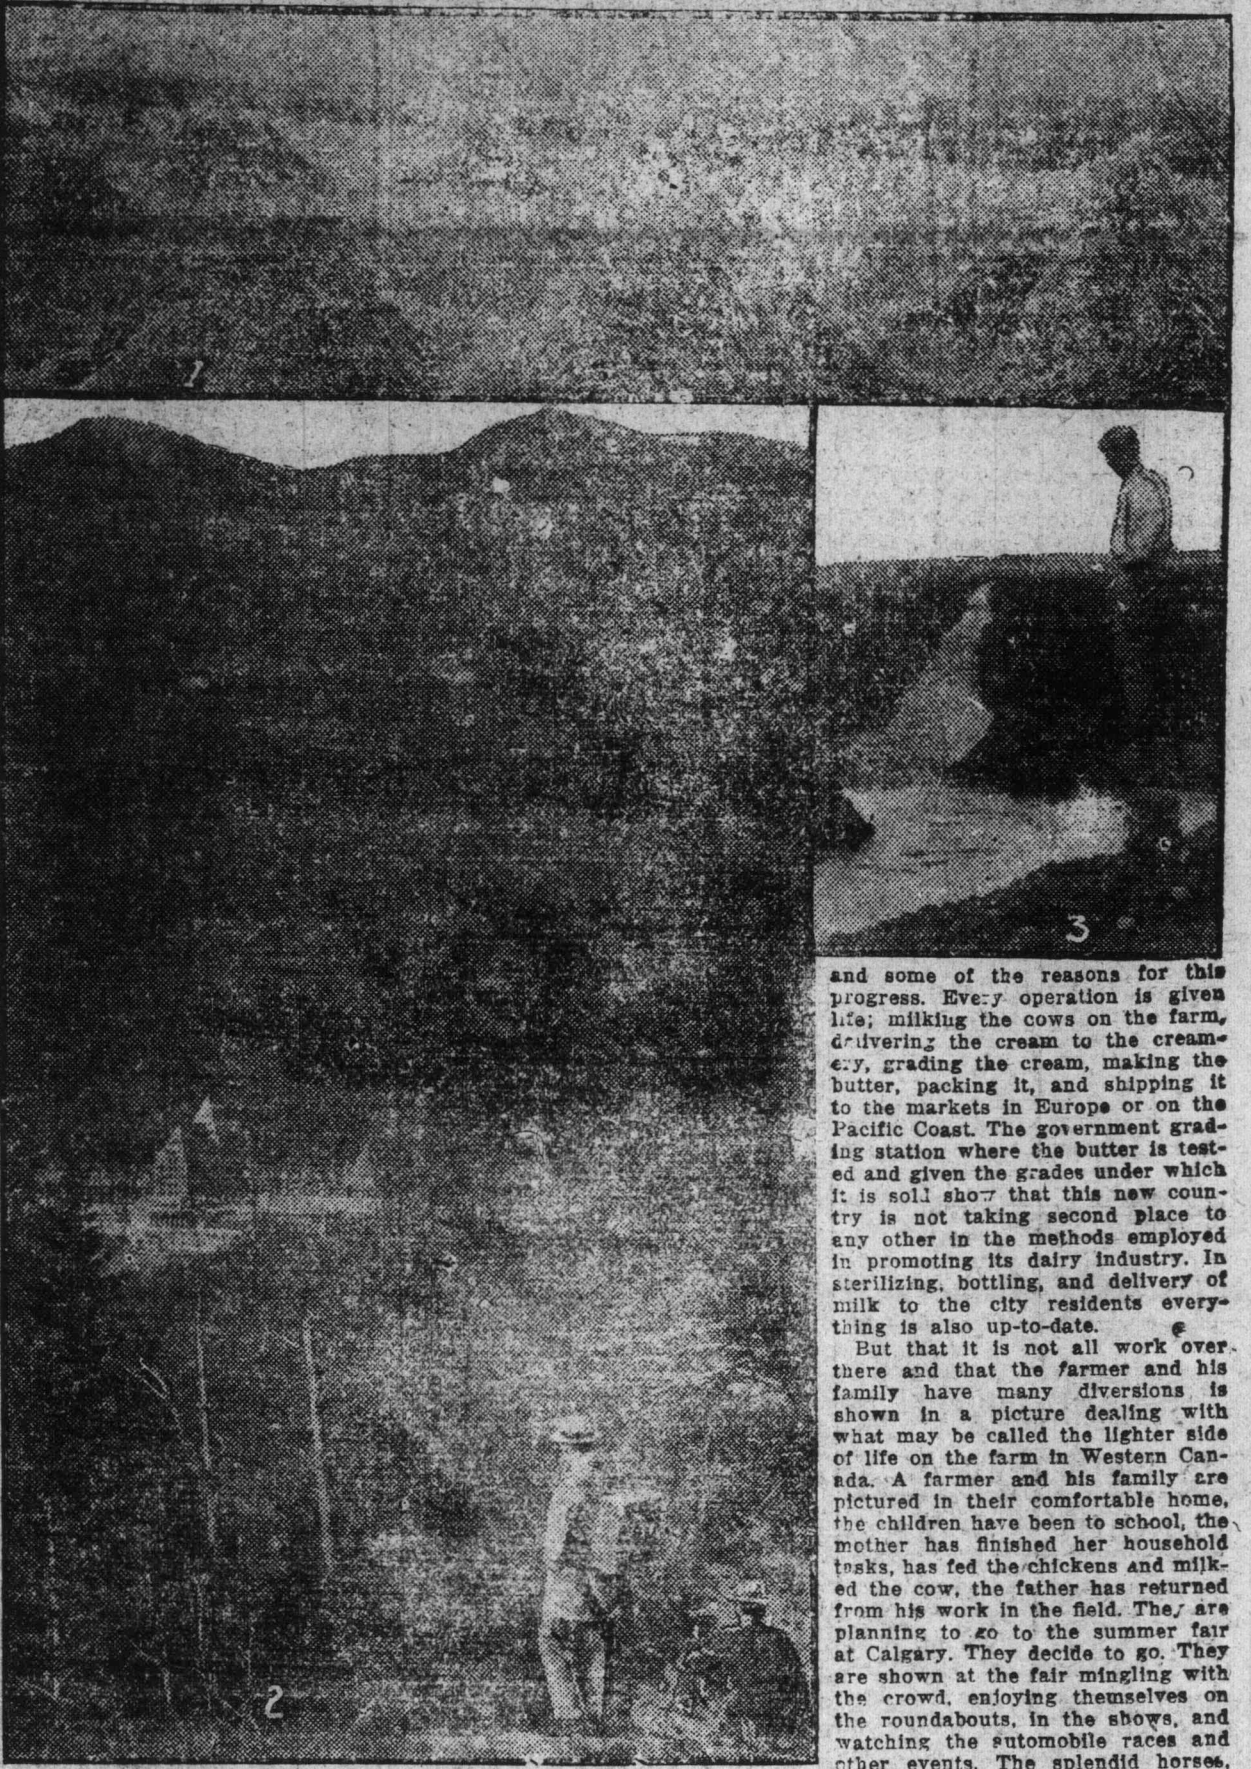 1
2
3
and some of the reasons for this
progress. Every operation is given
life; milking the cows on the farm,
delivering the cream to the cream-
ery, grading the cream, making the
butter, packing it, and shipping it
to the markets in Europe or on the
Pacific Coast. The government grad-
ing station where the butter is test-
ed and given the grades under which
it is sold show that this new coun-
try is not taking second place to
any other in the methods employed
in promoting its dairy industry. In
sterilizing, bottling, and delivery of
milk to the city residents every-
thing is also up-to-date.
But that it is not all work over
there and that the farmer and his
family have many diversions is
shown in a picture dealing with
what may be called the lighter side
of life on the farm in Western Can-
ada. A farmer and his family are
pictured in their comfortable home,
the children have been to school, the
mother has finished her household
tasks, has fed the chickens and milk-
ed the cow, the father has returned
from his work in the field. They are
planning to go to the summer fair
at Calgary. They decide to go. They
are shown at the fair mingling with
the crowd, enjoying themselves on
the roundabouts, in the shows, and
watching the automobile races and
other events. The splendid horses,